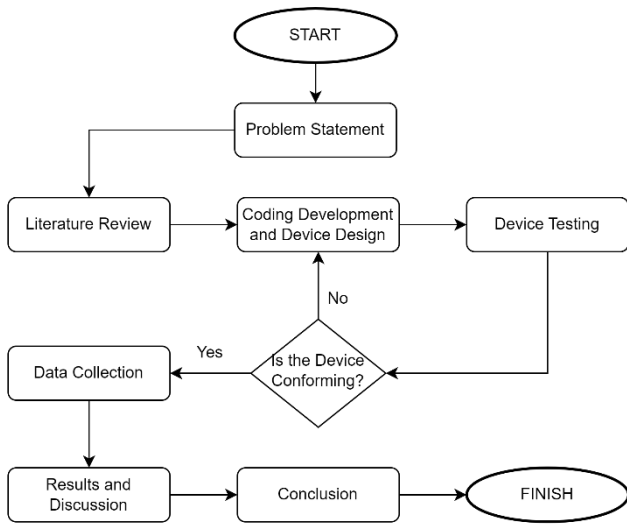 START
Problem Statement
Literature Review
Coding Development
and Device Design
Device Testing
No
Is the Device
Conforming?
Yes
Data Collection
Results and
Discussion
Conclusion
FINISH